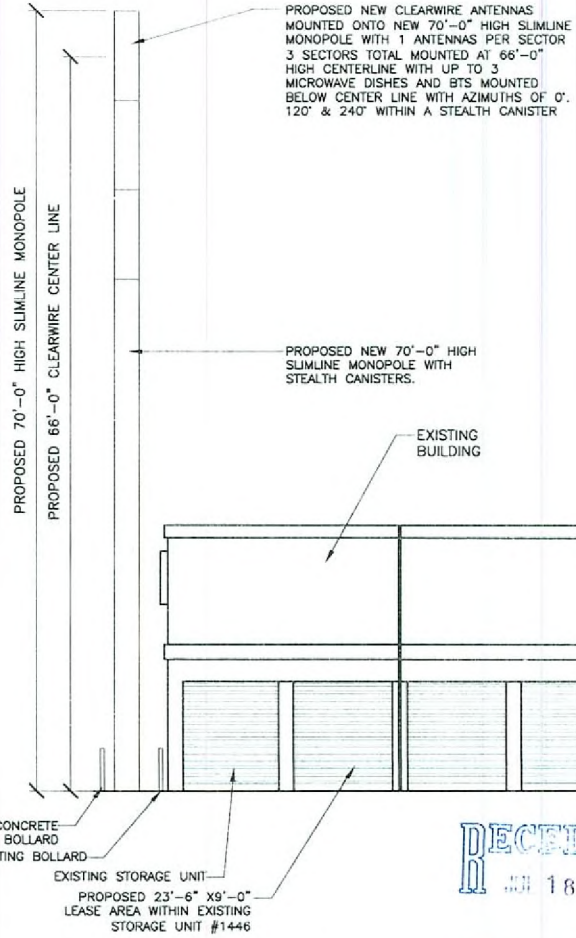 PROPOSED NEW CLEARWIRE ANTENNAS
MOUNTED ONTO NEW 70'-0" HIGH SLIMLINE
MONOPOLE WITH 1 ANTENNAS PER SECTOR
3 SECTORS TOTAL MOUNTED AT 66'-0"
HIGH CENTERLINE WITH UP TO 3
MICROWAVE DISHES AND BTS MOUNTED
BELOW CENTER LINE WITH AZIMUTHS OF 0°.
120° & 240° WITHIN A STEALTH CANISTER
PROPOSED 70'-0" HIGH SLIMLINE MONOPOLE
PROPOSED 66'-0" CLEARWIRE CENTER LINE
PROPOSED NEW 70'-0" HIGH
SLIMLINE MONOPOLE WITH
STEALTH CANISTERS.
EXISTING
BUILDING
CONCRETE
BOLLARD
TING BOLLARD
EXISTING STORAGE UNIT
PROPOSED 23'-6" X9'-0"
LEASE AREA WITHIN EXISTING
STORAGE UNIT #1446
RECEI
JUL 18